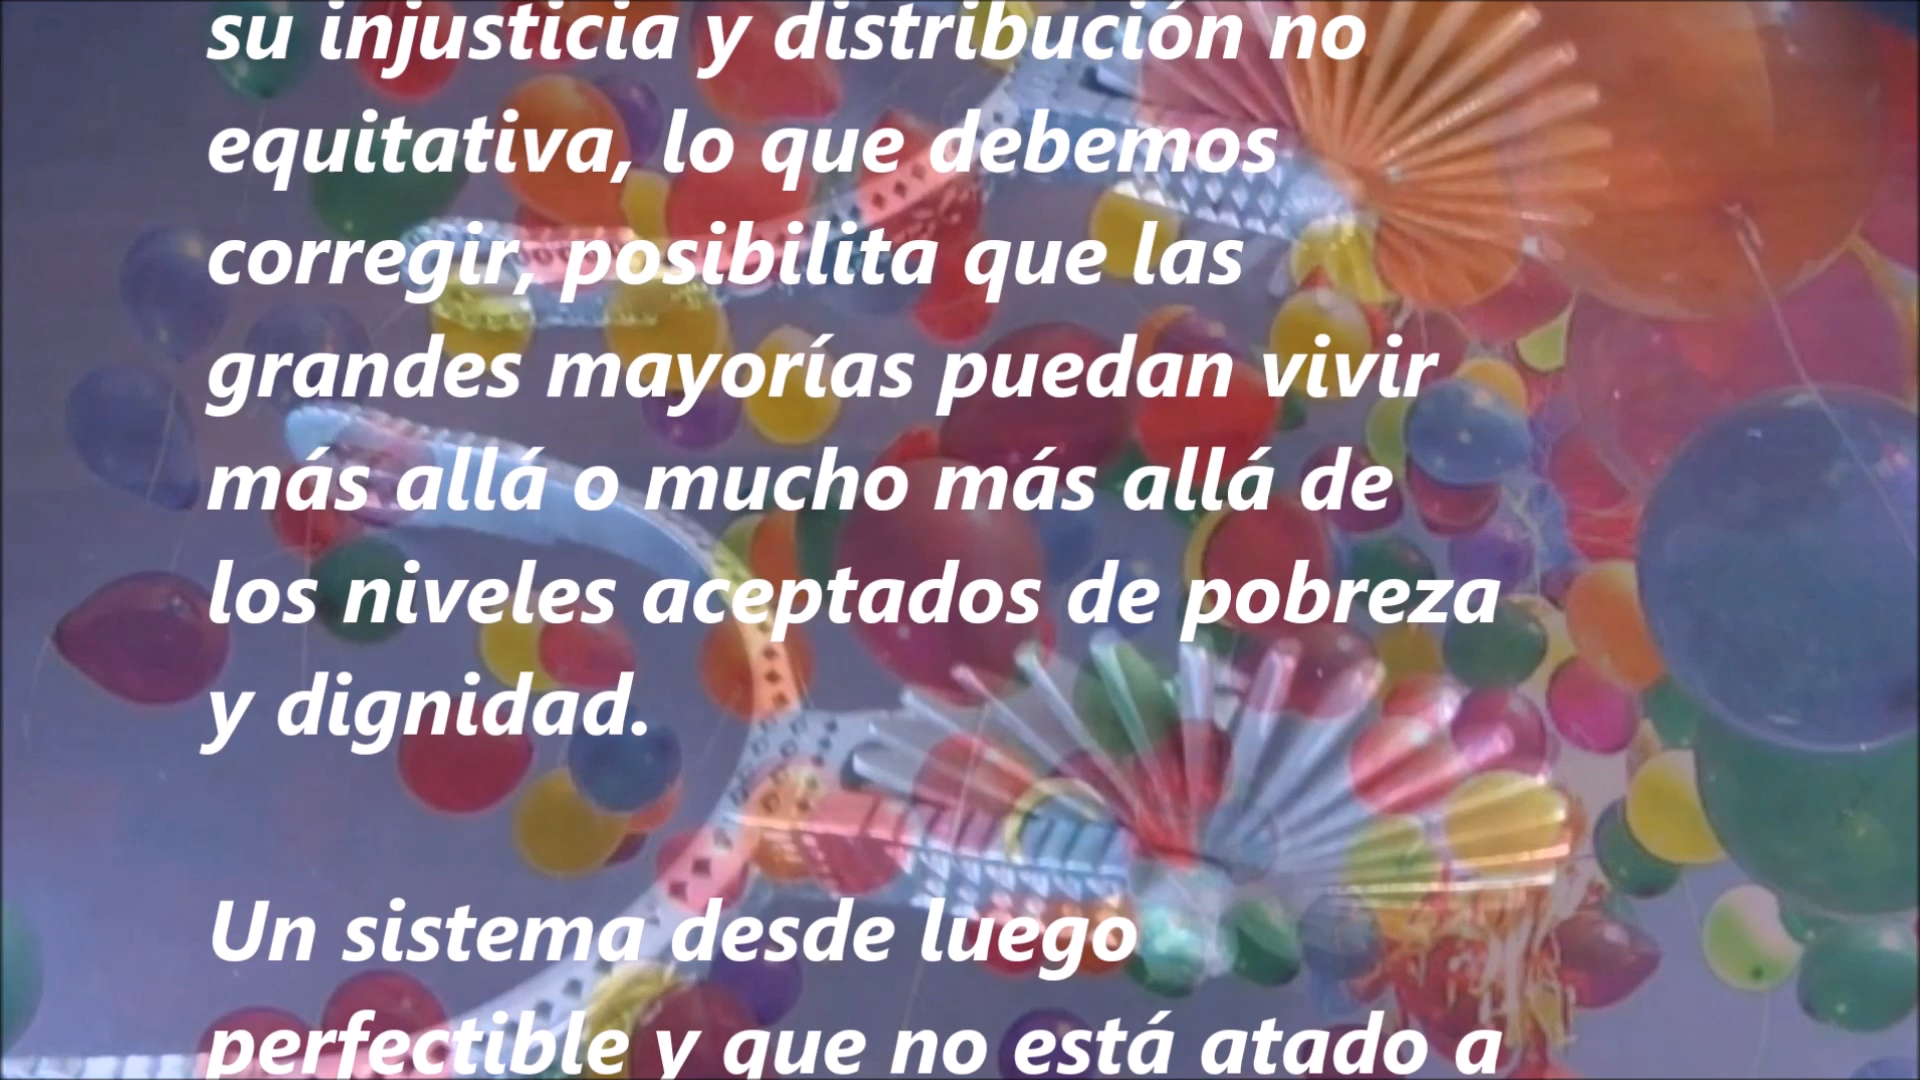 su injusticia y distribución no
equitativa, lo que debemos
corregir, posibilita que las
grandes mayorías puedan vivir
más allá o mucho más allá de
los niveles aceptados de pobreza
y dignidad.
Un sistema desde luego
perfectible y que no está atado a